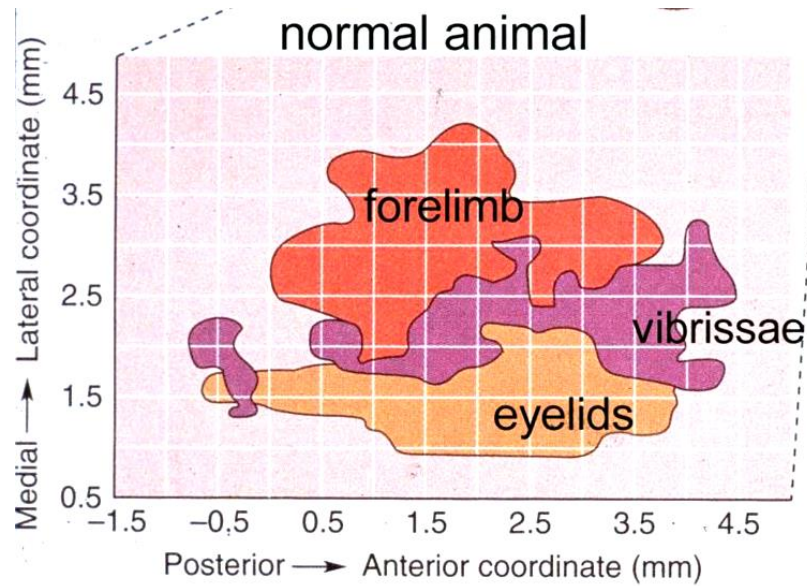 normal animal
Medial → Lateral coordinate (mm)
4.5
3.5
2.5
1.5
0.5
forelimb
vibrissae
eyelids
−1.5 −0.5 0.5 1.5 2.5 3.5 4.5
Posterior → Anterior coordinate (mm)